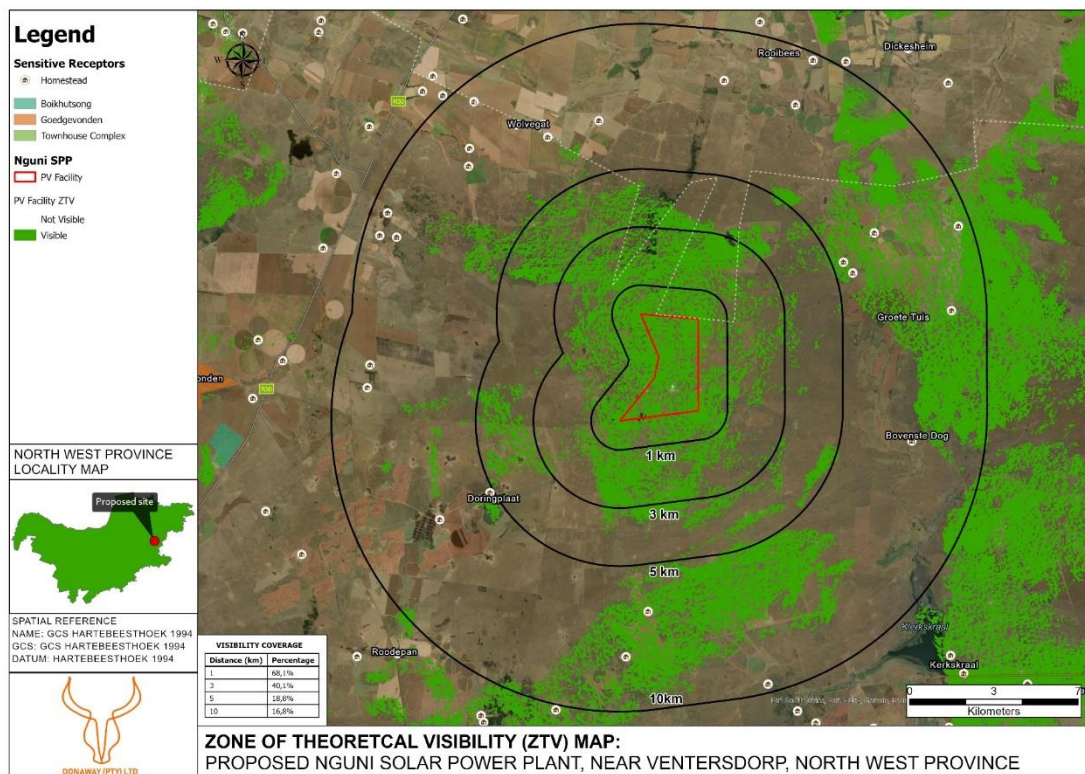 Legend
Sensitive Receptors
Homestead
Boikhutsong
Goedgevonden
Townhouse Complex
Nguni SPP
PV Facility
PV Facility ZTV
Not Visible
Visible
NORTH WEST PROVINCE
LOCALITY MAP
Proposed site
SPATIAL REFERENCE
NAME: GCS HARTEBEESTHOEK 1994
GCS: GCS HARTEBEESTHOEK 1994
DATUM: HARTEBEESTHOEK 1994
DONAWAY (PTY) LTD
Rooibees
Dickesheim
R30
Wolvegat
Groete Tuis
onden
R30
Bovenste Dog
1 km
Doringplaat
3 km
5 km
Klerkskraal
Roodepan
Kerkskraal
10km
VISIBILITY COVERAGE
Distance (km) Percentage
1 68,1%
3 40,1%
5 18,8%
10 16,8%
0 3 7
Kilometers
ZONE OF THEORETCAL VISIBILITY (ZTV) MAP:
PROPOSED NGUNI SOLAR POWER PLANT, NEAR VENTERSDORP, NORTH WEST PROVINCE